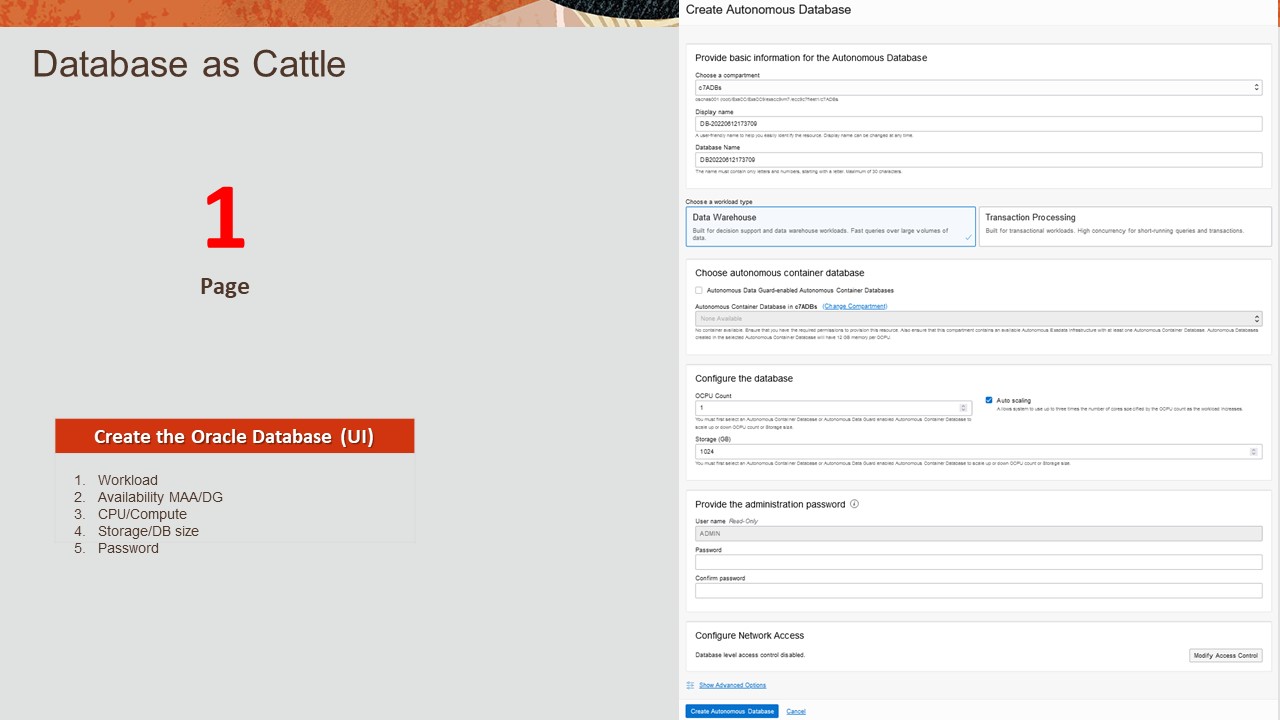 Database as Cattle
1
Page
Create the Oracle Database (UI)
1. Workload
2. Availability MAA/DG
3. CPU/Compute
4. Storage/DB size
5. Password
Create Autonomous Database
Provide basic information for the Autonomous Database
Choose a compartment
c7ADBs
Display name
DB-20220612173709
A user-friendly name to help you easily identify the resource. Display name can be changed at any time.
Database Name
DB20220612173709
The name must contain only letters and numbers, starting with a letter. Maximum of 30 characters.
Choose a workload type
Data Warehouse
Built for decision support and data warehouse workloads. Fast queries over large volumes of
data.
Transaction Processing
Built for transactional workloads. High concurrency for short-running queries and transactions.
Choose autonomous container database
Autonomous Data Guard-enabled Autonomous Container Databases
Autonomous Container Database in c7ADBs (Change Compartment)
None Available
No container available. Ensure that you have the required permissions to provision this resource. Also ensure that this compartment contains an available Autonomous Exadata Infrastructure with at least one Autonomous Container Database. Autonomous Databases
created in the selected Autonomous Container Database will have 12 GB memory per OCPU.
Configure the database
OCPU Count
1
You must first select an Autonomous Container Database or Autonomous Data Guard enabled Autonomous Container Database to
scale up or down OCPU count or Storage size.
Auto scaling
Allows system to use up to three times the number of cores specified by the OCPU count as the workload increases.
Storage (GB)
1024
You must first select an Autonomous Container Database or Autonomous Data Guard enabled Autonomous Container Database to scale up or down OCPU count or Storage size.
Provide the administration password
User name Read-Only
ADMIN
Password
Confirm password
Configure Network Access
Database level access control disabled.
Modify Access Control
Show Advanced Options
Create Autonomous Database Cancel